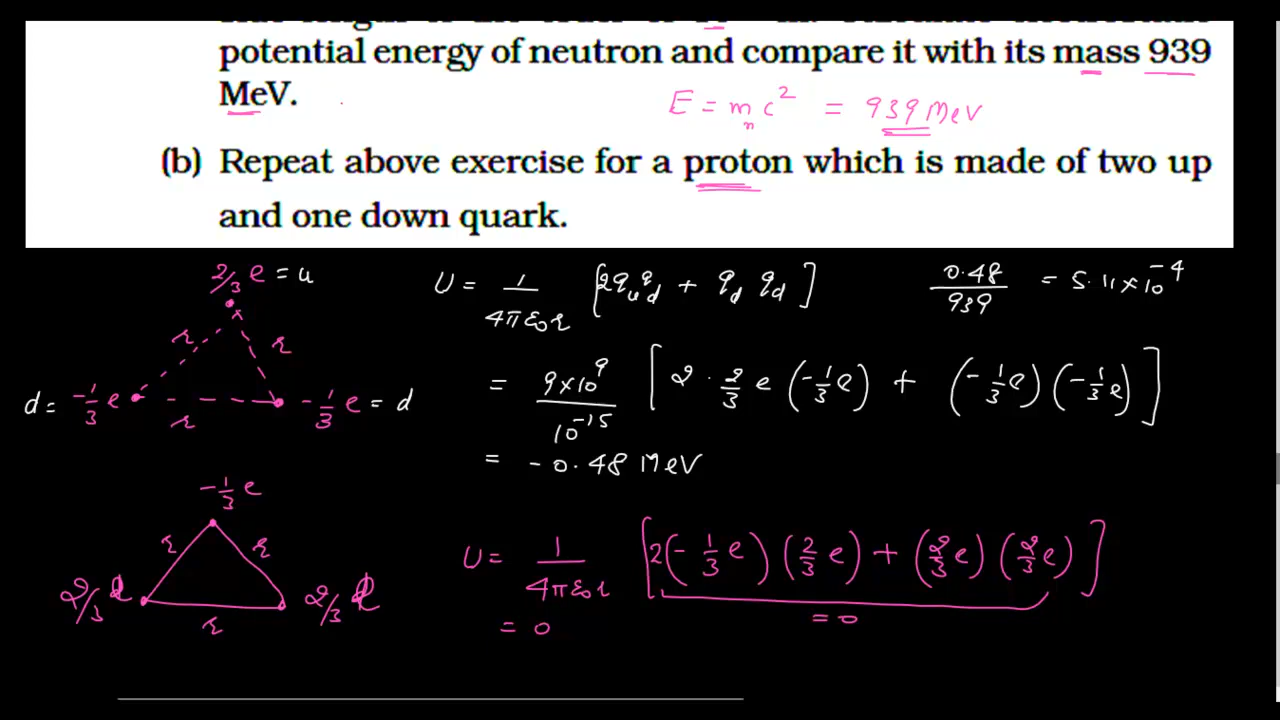 potential energy of neutron and compare it with its mass 939
MeV.
E = mₙc² = 939 MeV
(b) Repeat above exercise for a proton which is made of two up
and one down quark.
2/3 e = u
r r
d = -1/3 e r -1/3 e = d
U = 1/4πε₀r [2q_u q_d + q_d q_d]
0.48/939 = 5.11×10⁻⁴
= 9×10⁹/10⁻¹⁵ [2 · 2/3 e (-1/3 e) + (-1/3 e)(-1/3 e)]
= -0.48 MeV
-1/3 e
r r
2/3 r 2/3
U = 1/4πε₀r [2(-1/3 e)(2/3 e) + (2/3 e)(2/3 e)]
= 0
= 0